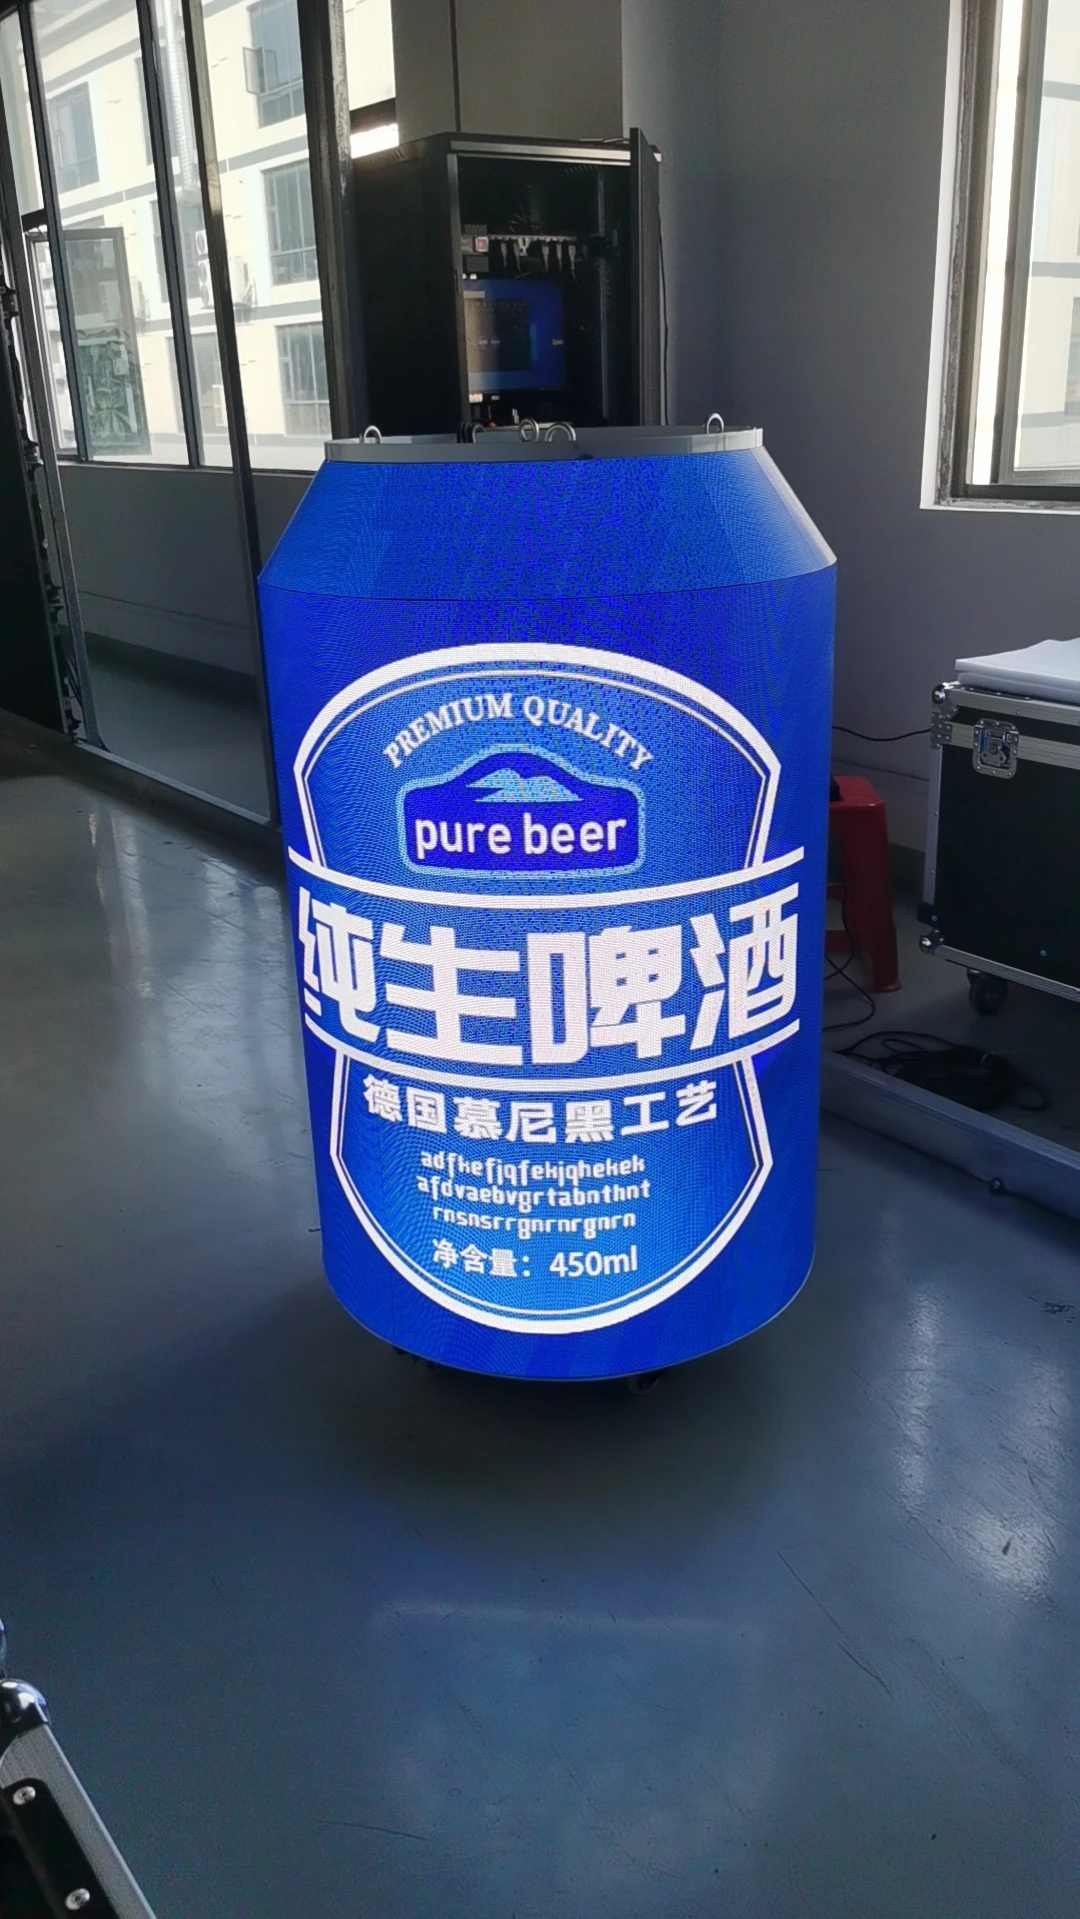 PREMIUM QUALITY
pure beer
纯生啤酒
德国慕尼黑工艺
adfkefjqfekjqhekek
afdvaebvgrtabnthnt
rnsnsrrgnrnrgnrn
净含量：450ml